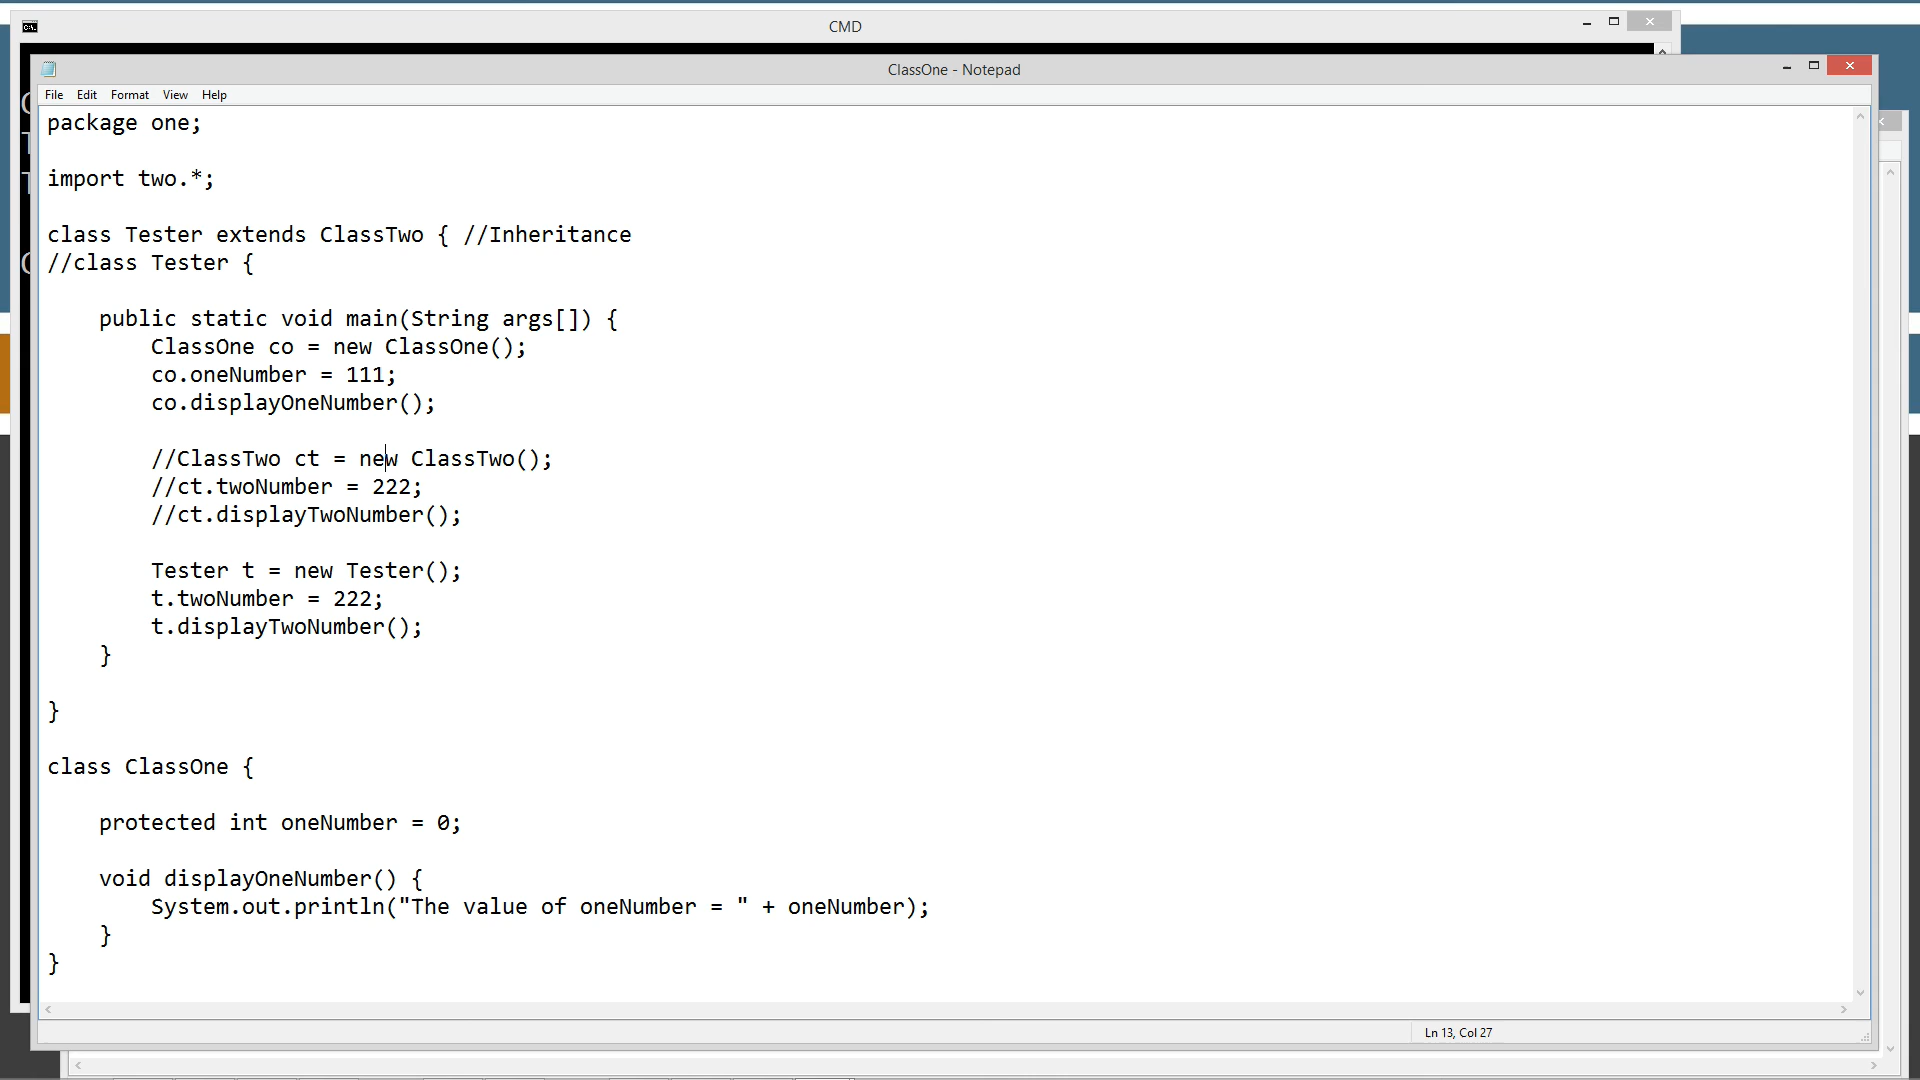 CMD
ClassOne - Notepad
File Edit Format View Help
package one;
import two.*;
class Tester extends ClassTwo { //Inheritance
//class Tester {
public static void main(String args[]) {
ClassOne co = new ClassOne();
co.oneNumber = 111;
co.displayOneNumber();
//ClassTwo ct = new ClassTwo();
//ct.twoNumber = 222;
//ct.displayTwoNumber();
Tester t = new Tester();
t.twoNumber = 222;
t.displayTwoNumber();
}
}
class ClassOne {
protected int oneNumber = 0;
void displayOneNumber() {
System.out.println("The value of oneNumber = " + oneNumber);
}
}
Ln 13, Col 27